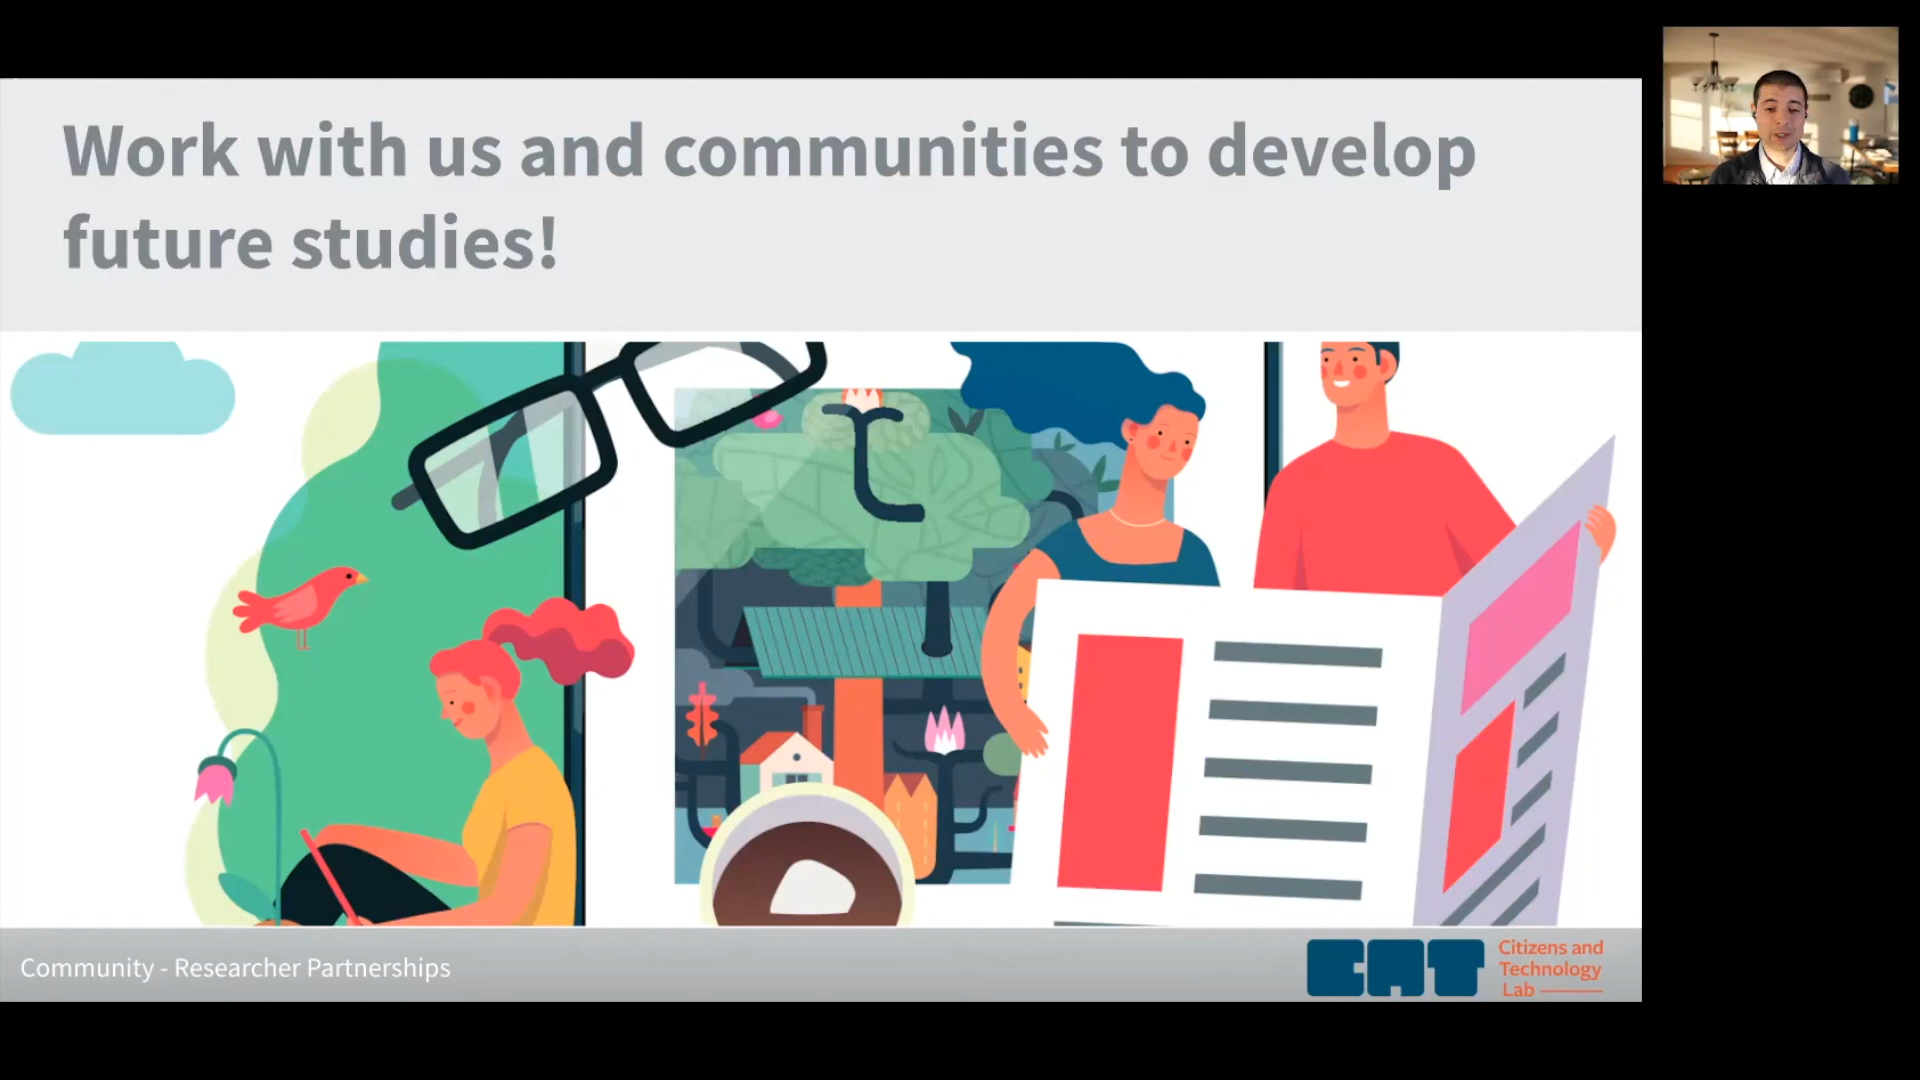 Work with us and communities to develop
future studies!
Community - Researcher Partnerships
CAT
Citizens and
Technology
Lab